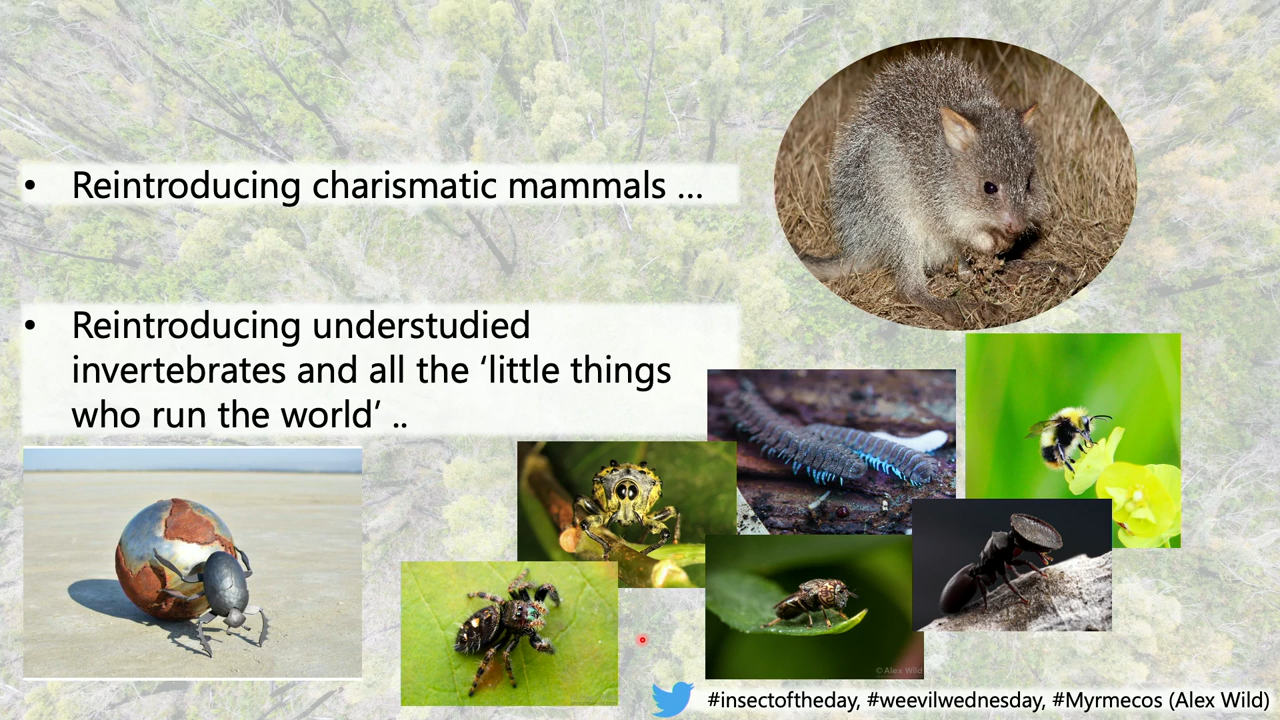 • Reintroducing charismatic mammals ...
• Reintroducing understudied
invertebrates and all the ‘little things
who run the world’ ..
© Alex Wild
#insectoftheday, #weevilwednesday, #Myrmecos (Alex Wild)